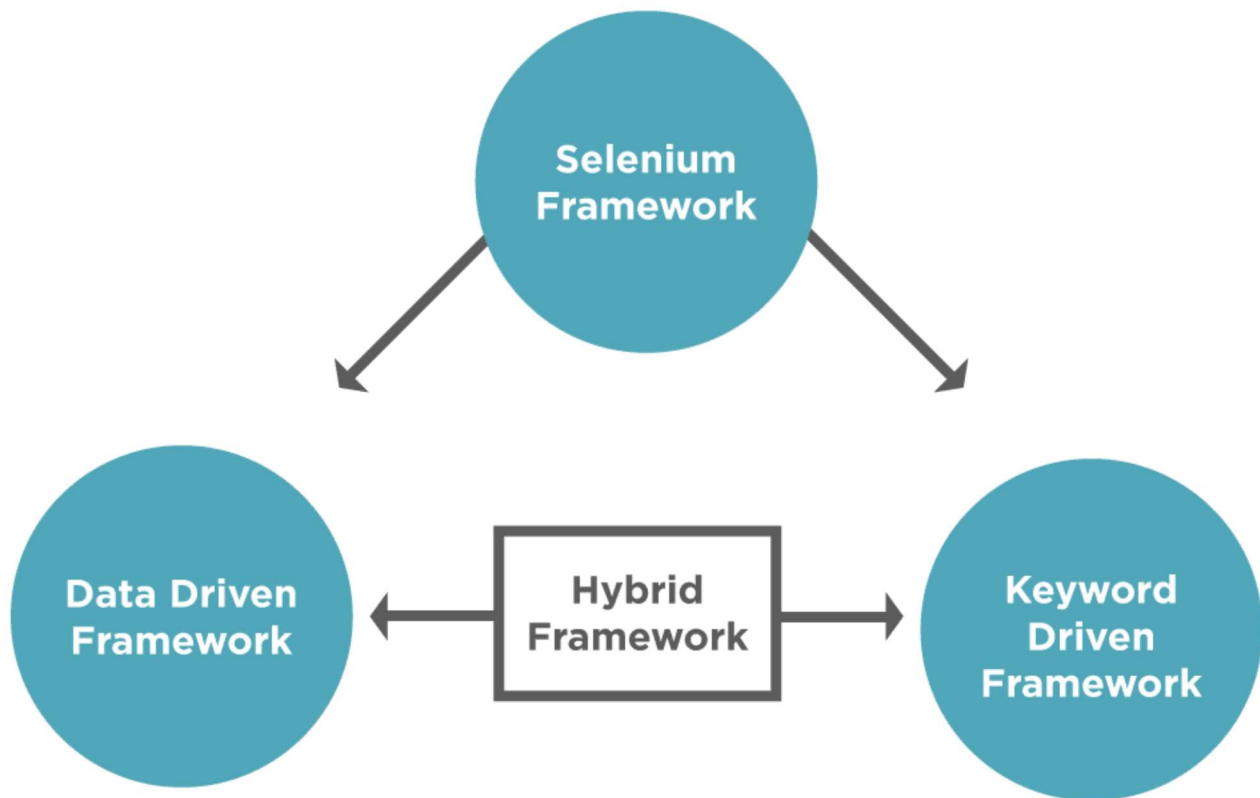 Selenium
Framework
Data Driven
Framework
Hybrid
Framework
Keyword
Driven
Framework